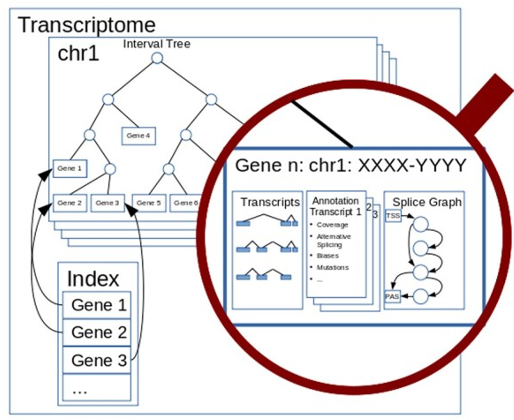 Transcriptome
chr1
Interval Tree
Gene 4
Gene 1
Gene 2
Gene 3
Gene 5
Gene 6
Index
Gene 1
Gene 2
Gene 3
...
Gene n: chr1: XXXX-YYYY
Transcripts
Annotation
Transcript 1
2
3
• Coverage
• Alternative
Splicing
• Biases
• Mutations
• ...
Splice Graph
TSS
PAS